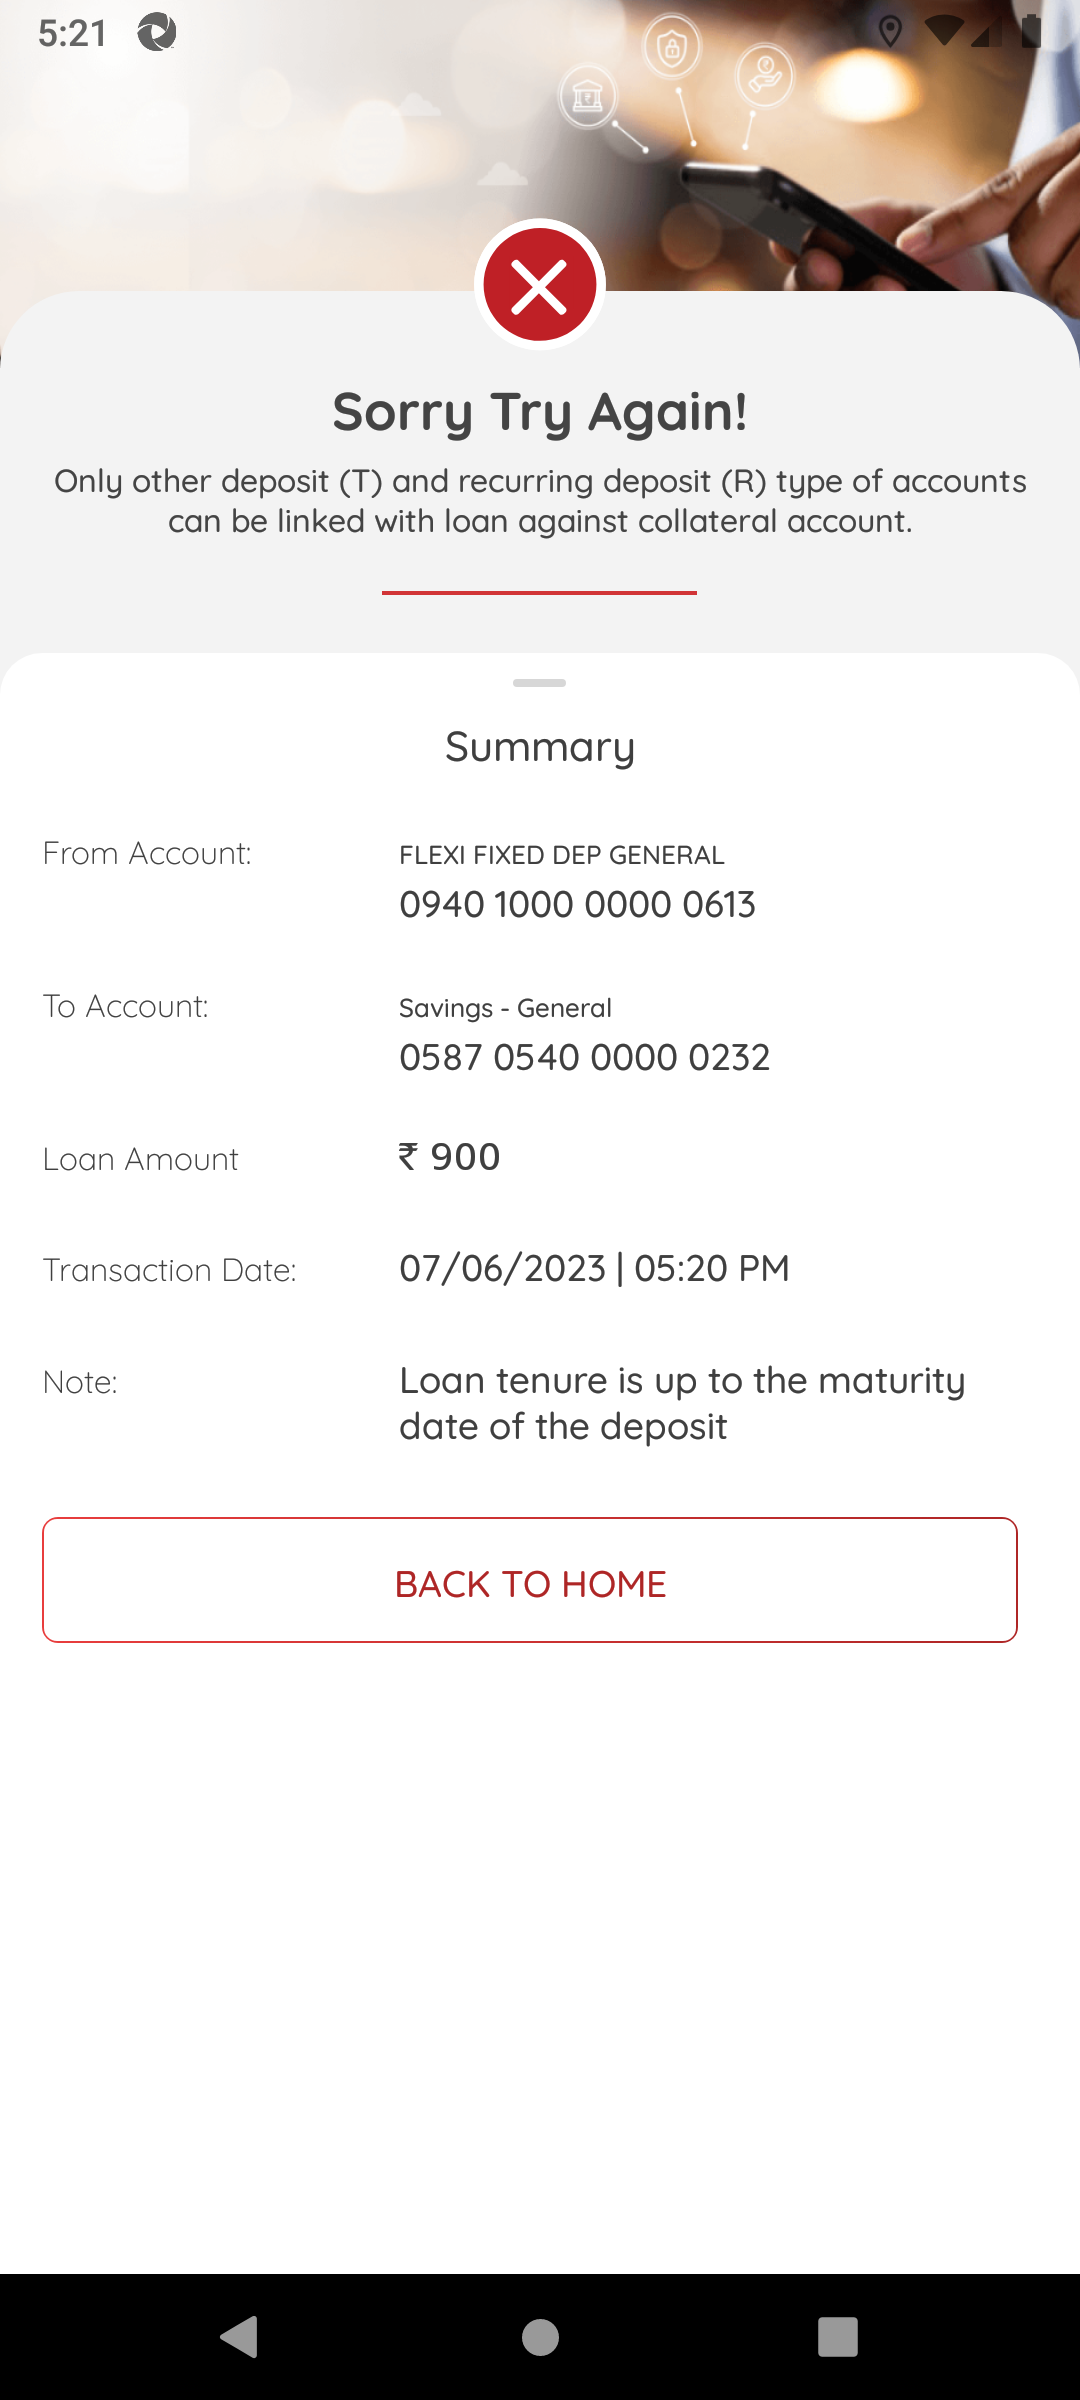 5:21
Sorry Try Again!
Only other deposit (T) and recurring deposit (R) type of accounts
can be linked with loan against collateral account.
Summary
From Account:
FLEXI FIXED DEP GENERAL
0940 1000 0000 0613
To Account:
Savings - General
0587 0540 0000 0232
Loan Amount
₹ 900
Transaction Date:
07/06/2023 | 05:20 PM
Note:
Loan tenure is up to the maturity
date of the deposit
BACK TO HOME